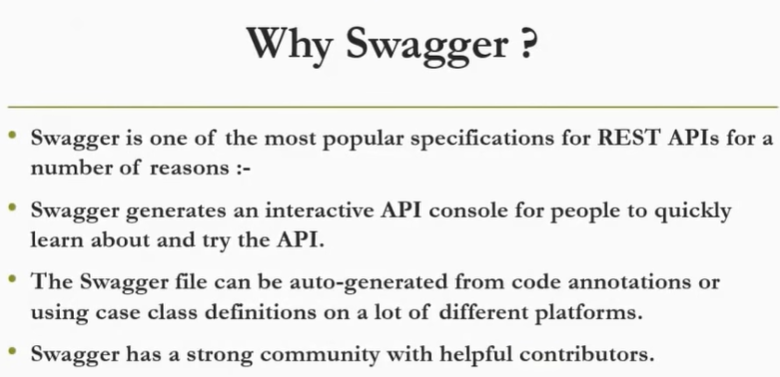 Why Swagger ?
• Swagger is one of the most popular specifications for REST APIs for a
number of reasons :-
• Swagger generates an interactive API console for people to quickly
learn about and try the API.
• The Swagger file can be auto-generated from code annotations or
using case class definitions on a lot of different platforms.
• Swagger has a strong community with helpful contributors.